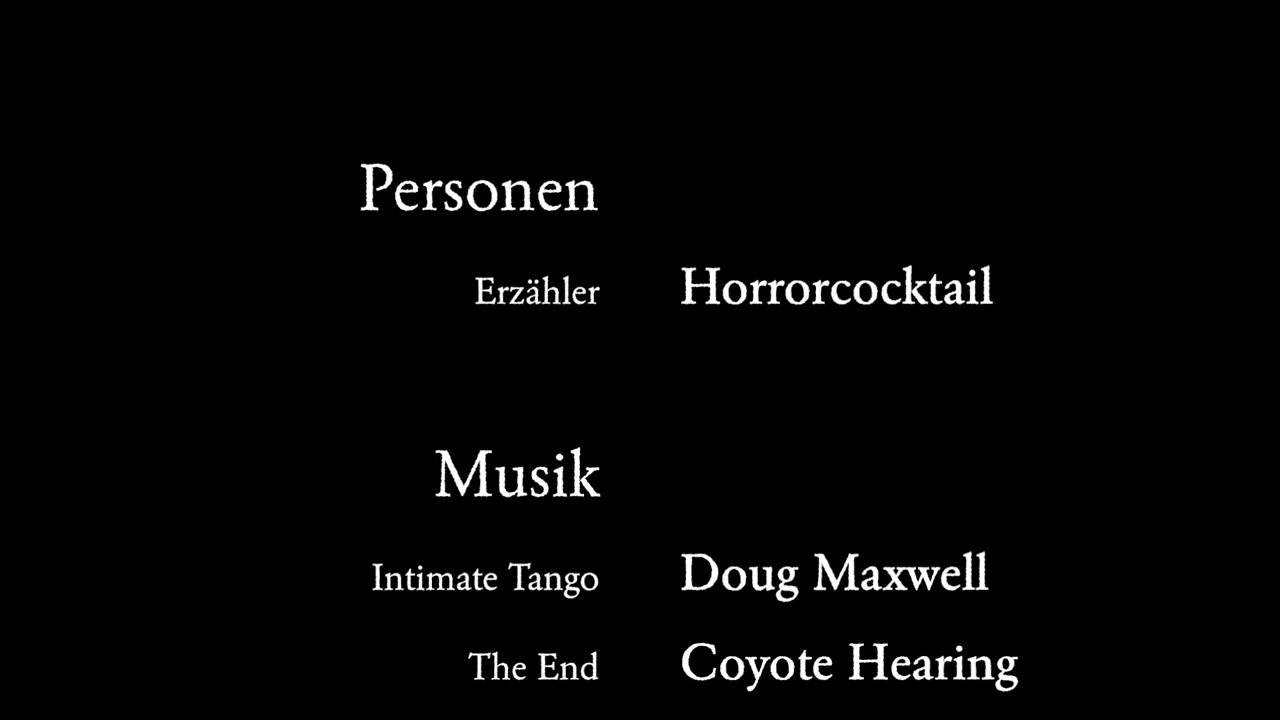 Personen
Erzähler Horrorcocktail
Musik
Intimate Tango Doug Maxwell
The End Coyote Hearing